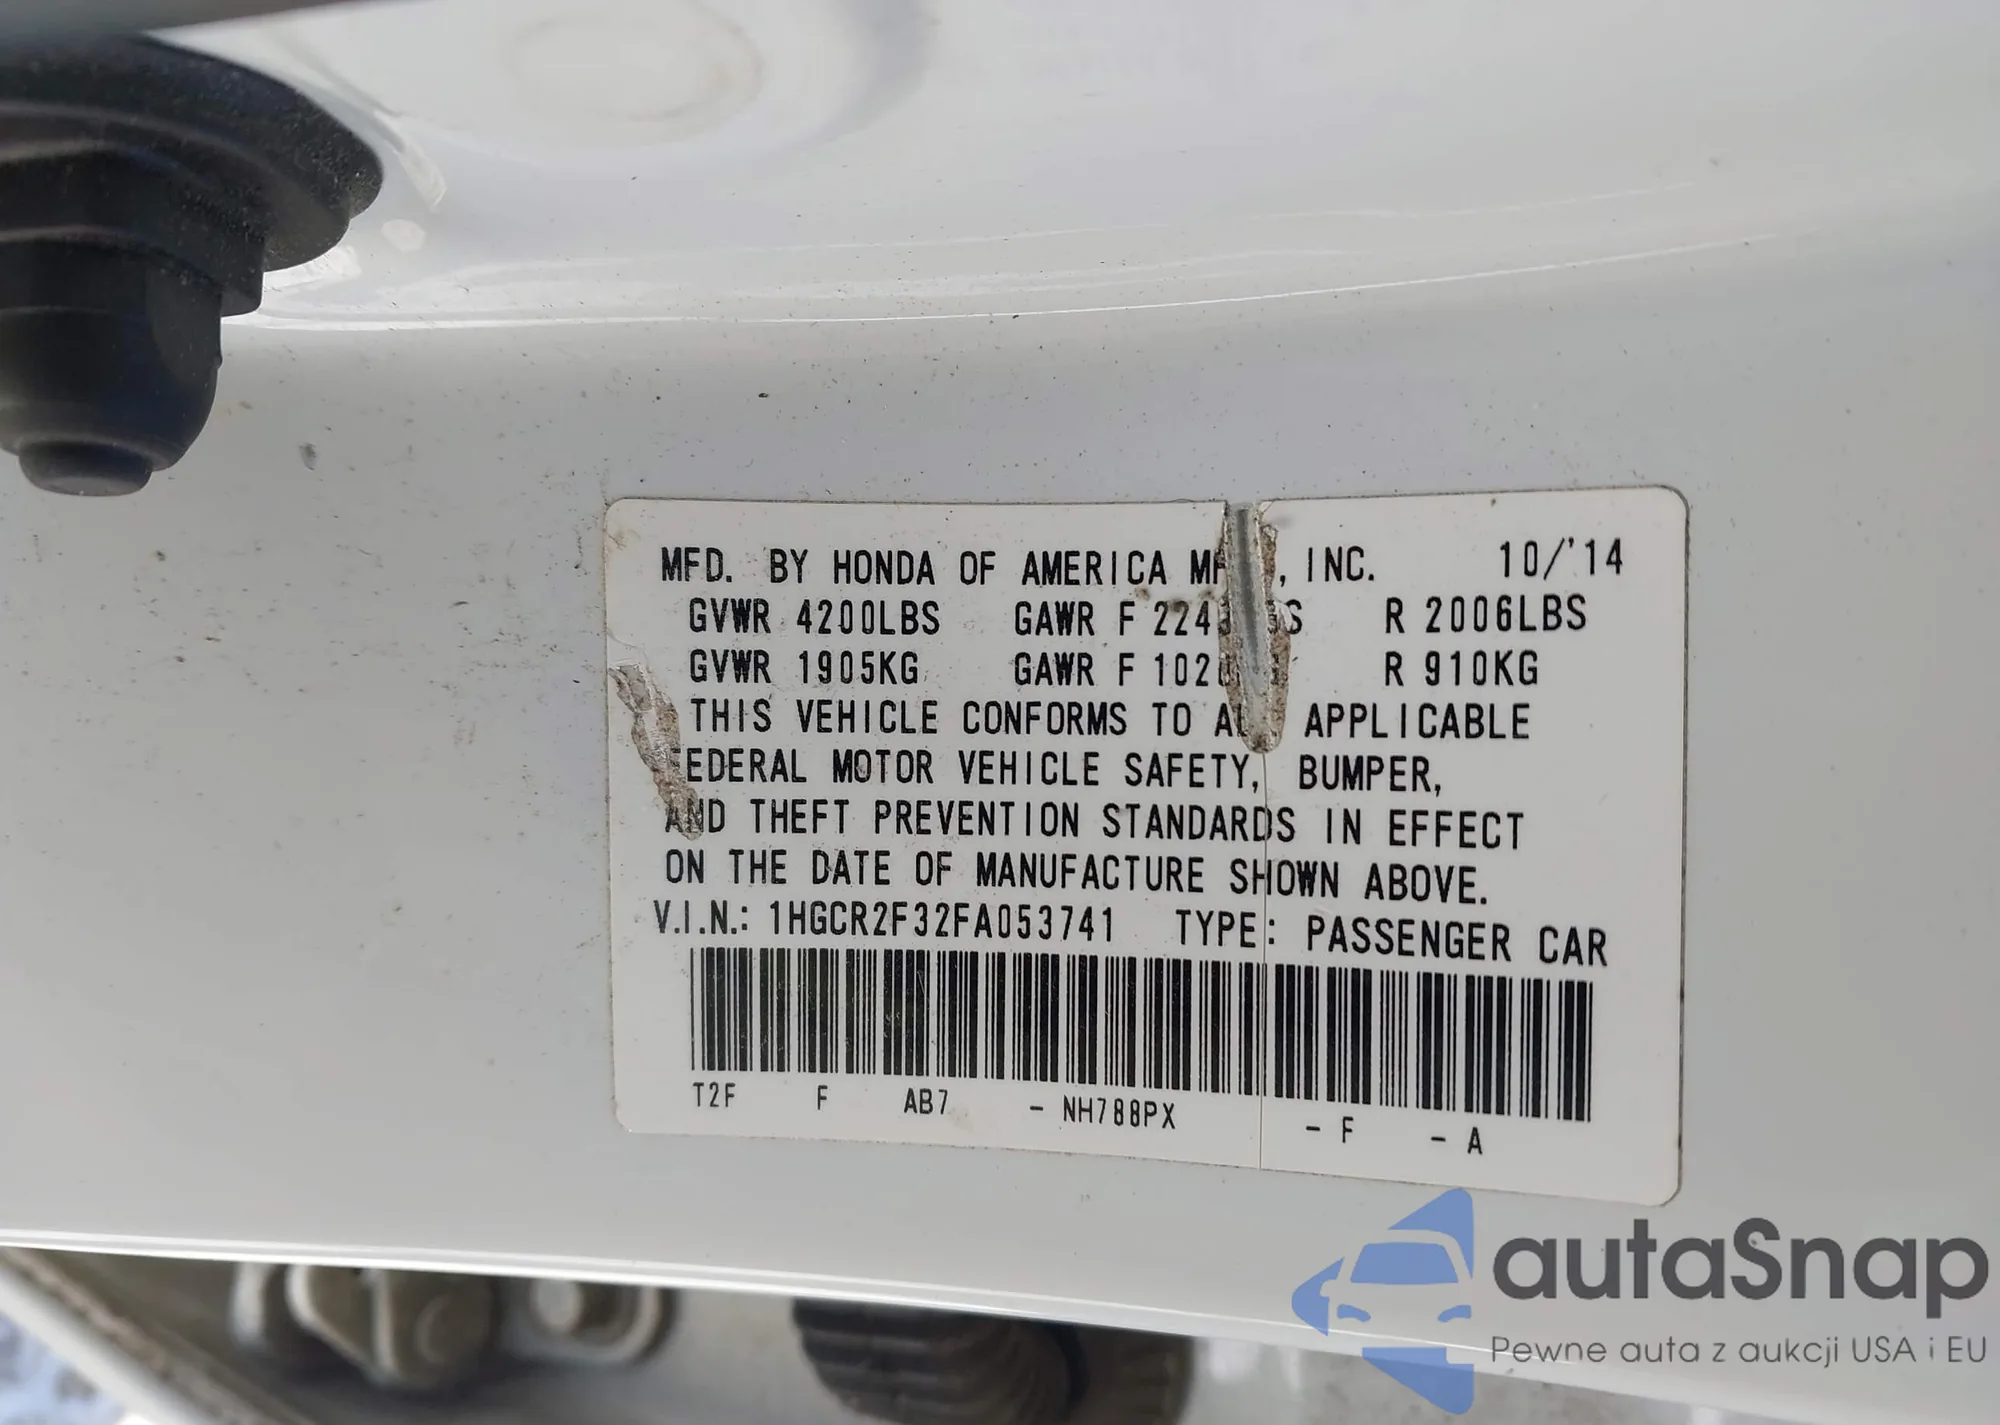 MFD. BY HONDA OF AMERICA , INC. 10/'14
GVWR 4200LBS GAWR F R 2006LBS
GVWR 1905KG GAWR F R 910KG
THIS VEHICLE CONFORMS TO APPLICABLE
FEDERAL MOTOR VEHICLE SAFETY, BUMPER,
AND THEFT PREVENTION STANDARDS IN EFFECT
ON THE DATE OF MANUFACTURE SHOWN ABOVE.
V.I.N.: 1HGCR2F32FA053741 TYPE: PASSENGER CAR
T2F F AB7 - NH788PX - F - A
autaSnap
Pewne auta z aukcji USA i EU